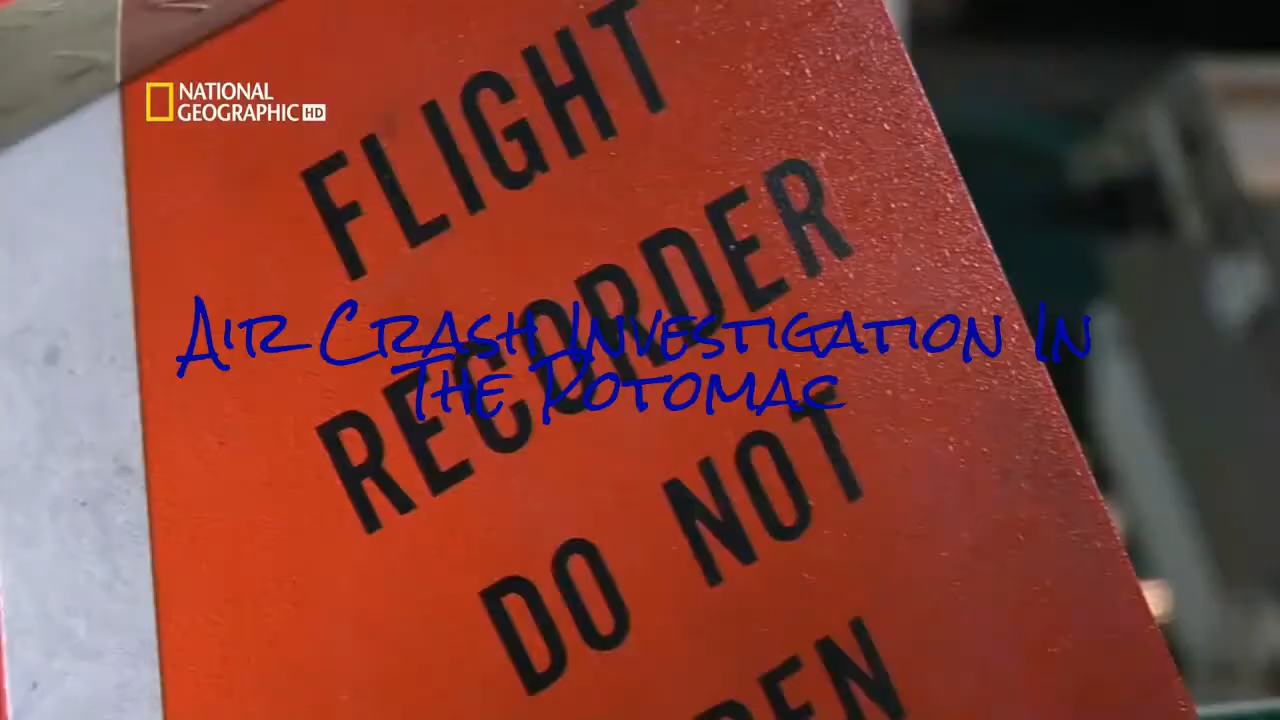 NATIONAL
GEOGRAPHIC HD
FLIGHT
RECORDER
DO NOT
Air Crash Investigation In
The Potomac